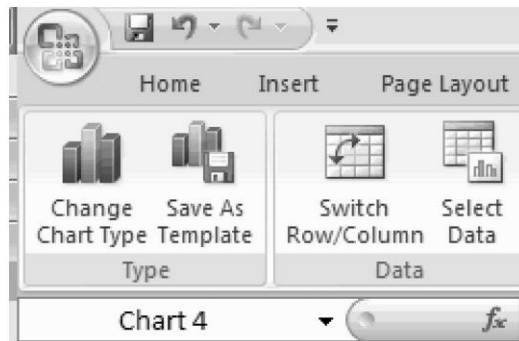 Home Insert Page Layout
Change Save As Switch Select
Chart Type Template Row/Column Data
Type Data
Chart 4 fx